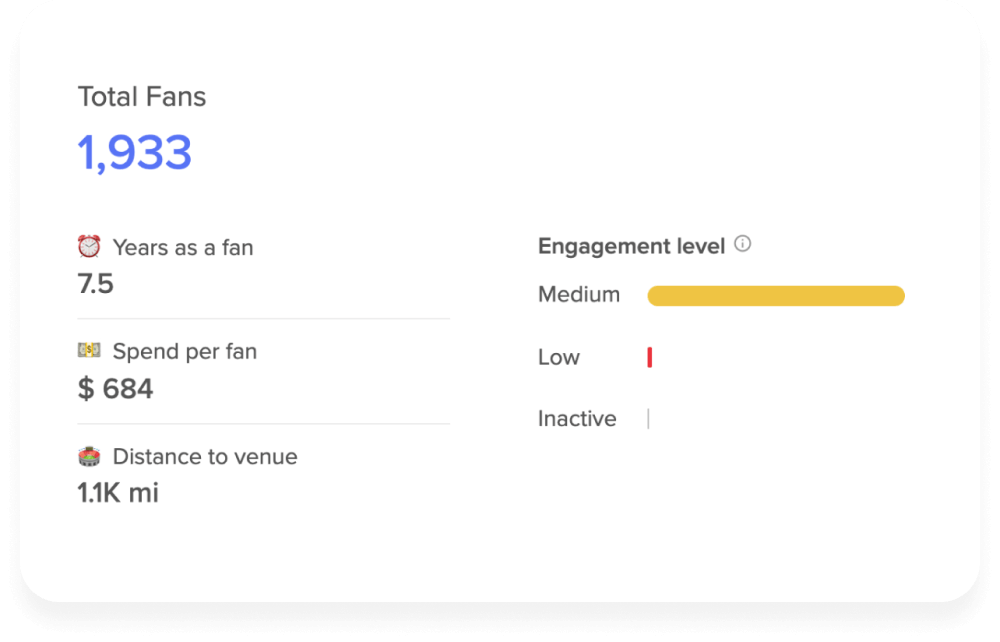 Total Fans
1,933
Years as a fan
7.5
Spend per fan
$ 684
Distance to venue
1.1K mi
Engagement level
Medium
Low
Inactive